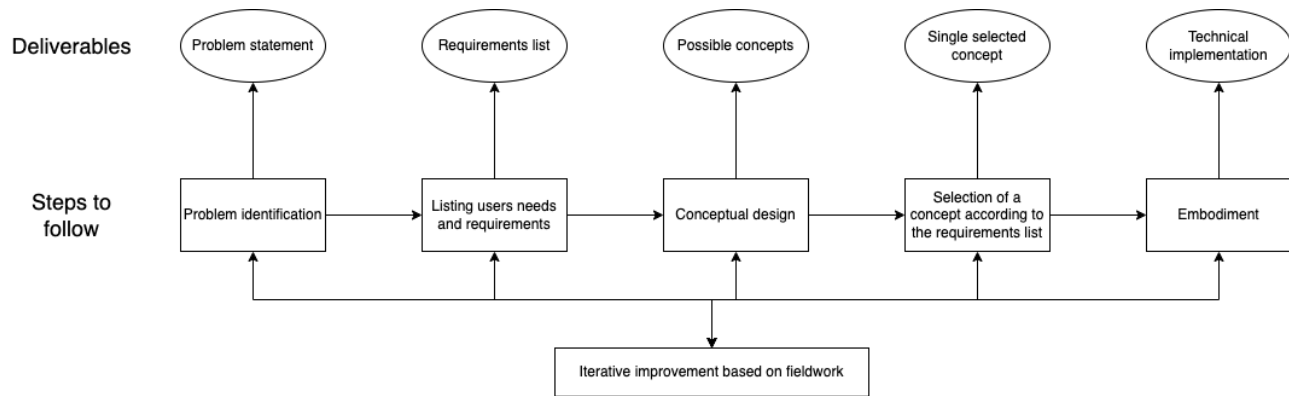 Deliverables
Problem statement
Requirements list
Possible concepts
Single selected
concept
Technical
implementation
Steps to
follow
Problem identification
Listing users needs
and requirements
Conceptual design
Selection of a
concept according to
the requirements list
Embodiment
Iterative improvement based on fieldwork